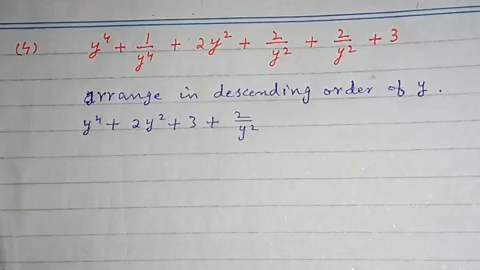 (4) y⁴ + 1/y⁴ + 2y² + 2/y² + 2/y² + 3
arrange in descending order of y.
y⁴ + 2y² + 3 + 2/y²